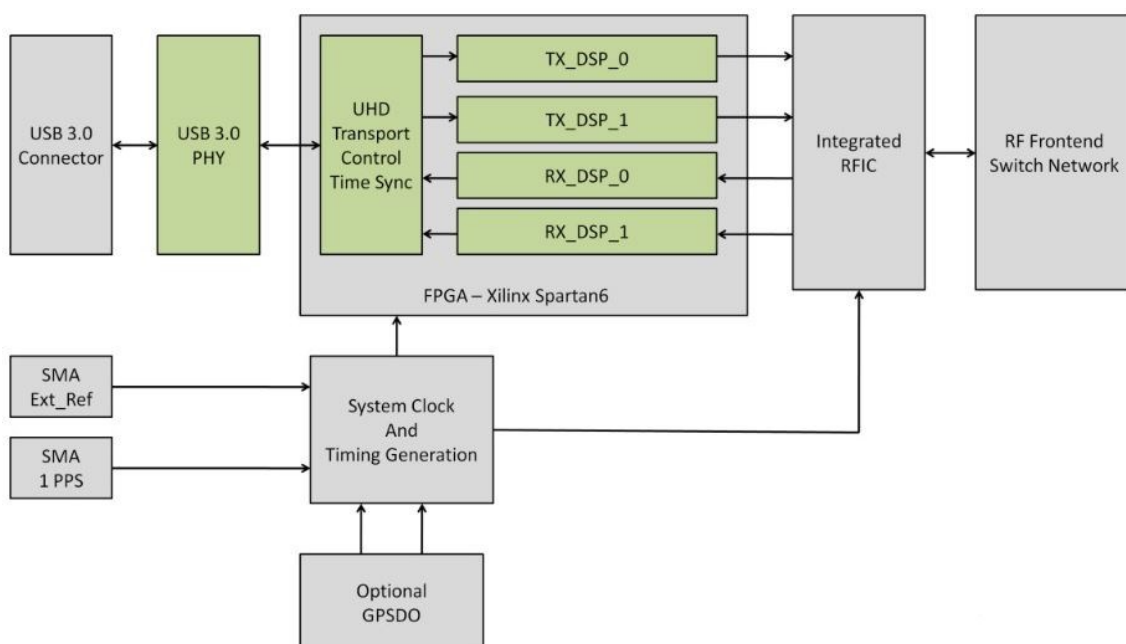 USB 3.0
Connector
USB 3.0
PHY
UHD
Transport
Control
Time Sync
TX_DSP_0
TX_DSP_1
RX_DSP_0
RX_DSP_1
FPGA – Xilinx Spartan6
Integrated
RFIC
RF Frontend
Switch Network
SMA
Ext_Ref
SMA
1 PPS
System Clock
And
Timing Generation
Optional
GPSDO